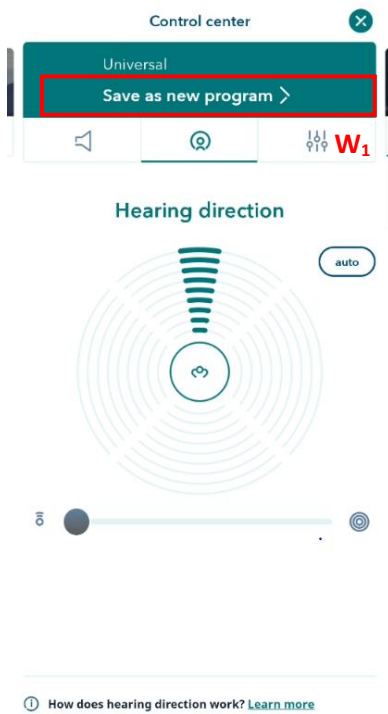 Control center
Universal
Save as new program
W₁
Hearing direction
auto
How does hearing direction work? Learn more